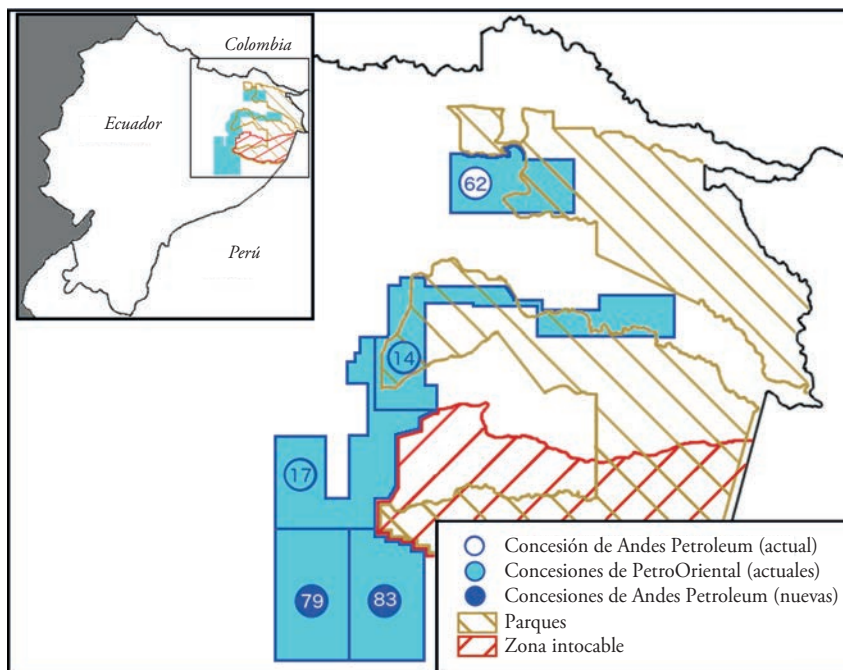 Colombia
Ecuador
Perú
62
14
17
79
83
Concesión de Andes Petroleum (actual)
Concesiones de PetroOriental (actuales)
Concesiones de Andes Petroleum (nuevas)
Parques
Zona intocable